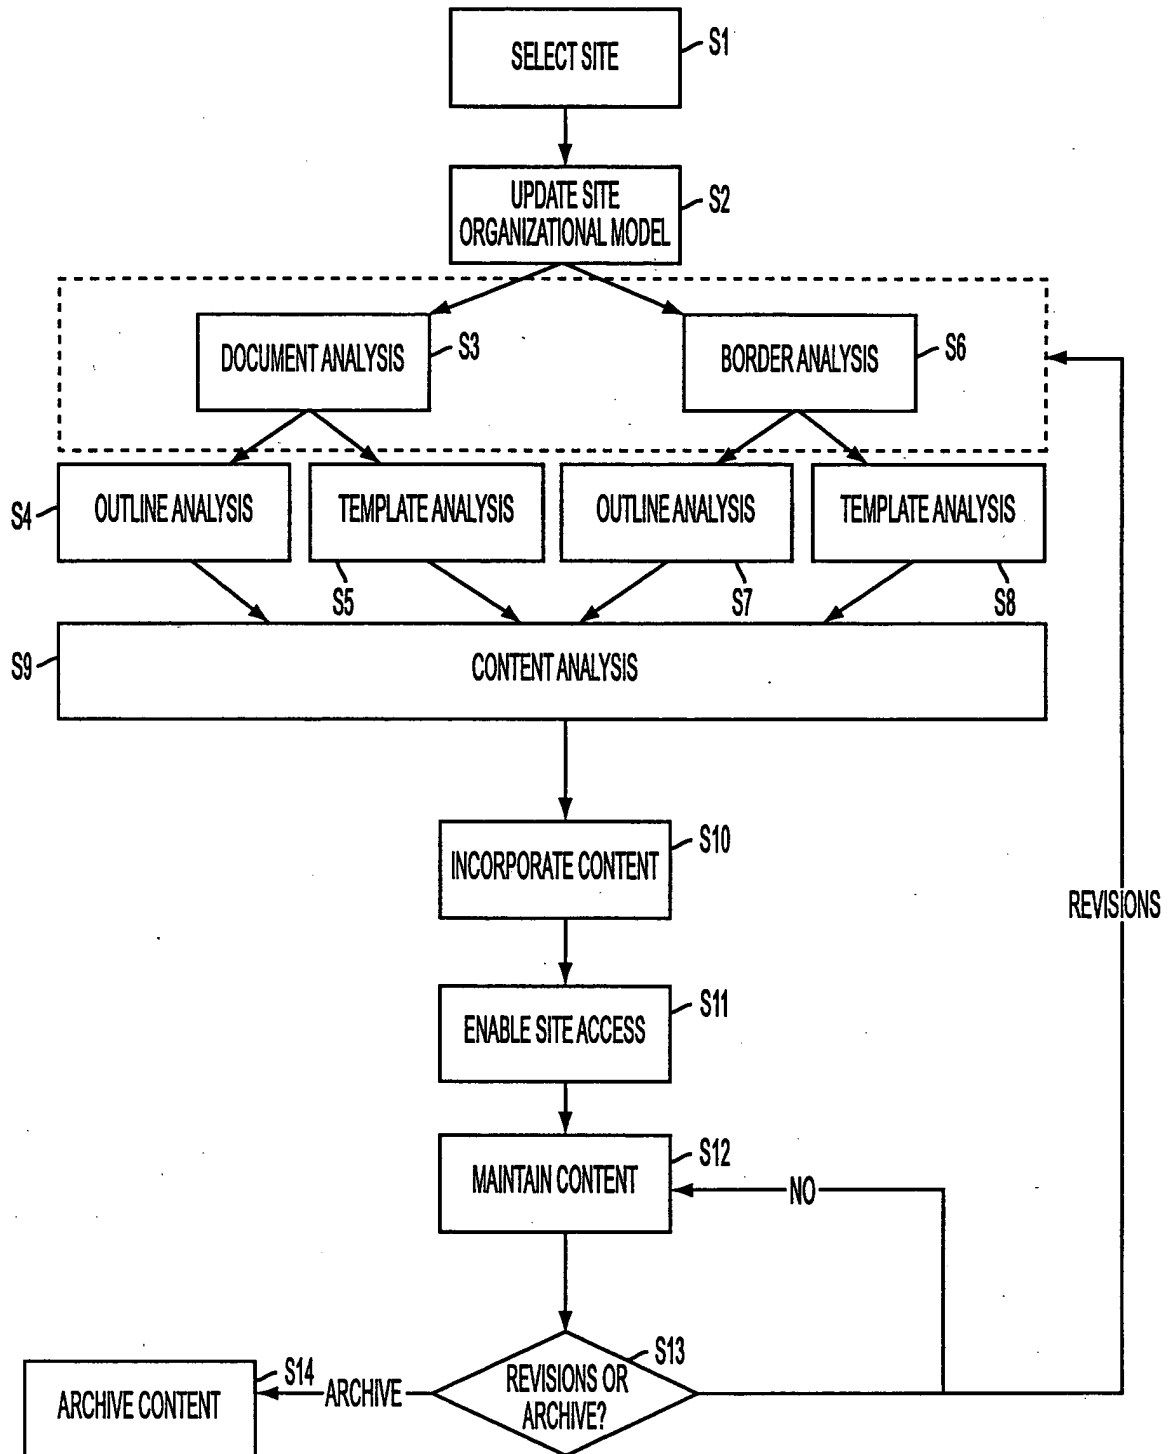 SELECT SITE
S1
UPDATE SITE
ORGANIZATIONAL MODEL
S2
DOCUMENT ANALYSIS
S3
BORDER ANALYSIS
S6
S4
OUTLINE ANALYSIS
TEMPLATE ANALYSIS
OUTLINE ANALYSIS
TEMPLATE ANALYSIS
S5
S7
S8
S9
CONTENT ANALYSIS
INCORPORATE CONTENT
S10
REVISIONS
ENABLE SITE ACCESS
S11
MAINTAIN CONTENT
S12
NO
REVISIONS OR
ARCHIVE?
S13
ARCHIVE
S14
ARCHIVE CONTENT